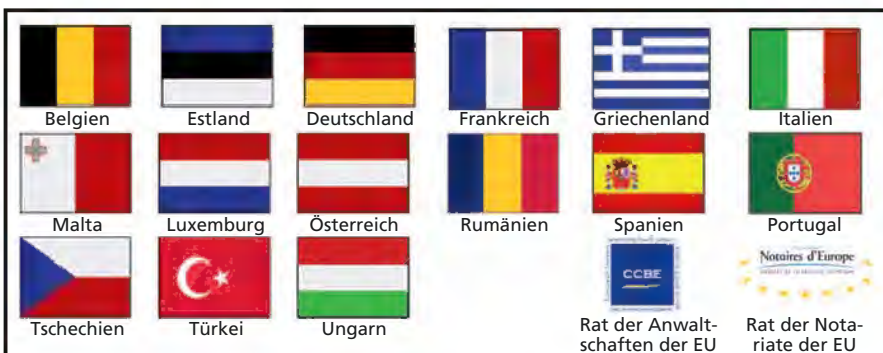 Belgien Estland Deutschland Frankreich Griechenland Italien
Malta Luxemburg Österreich Rumänien Spanien Portugal
CCBE
Notaires d'Europe
Tschechien Türkei Ungarn
Rat der Anwalt-
schaften der EU
Rat der Nota-
riate der EU